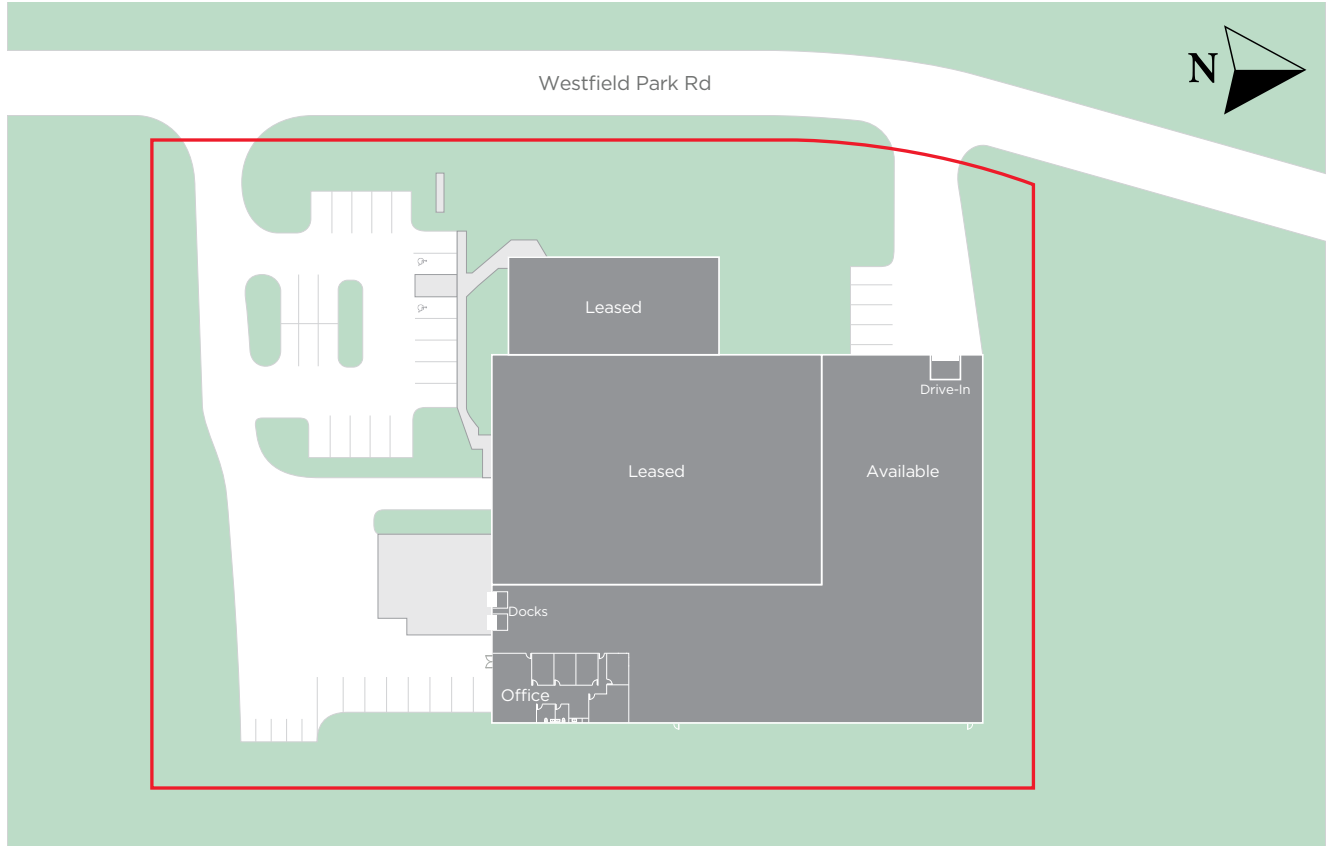 Westfield Park Rd
N
Leased
Drive-In
Leased
Available
Docks
Office